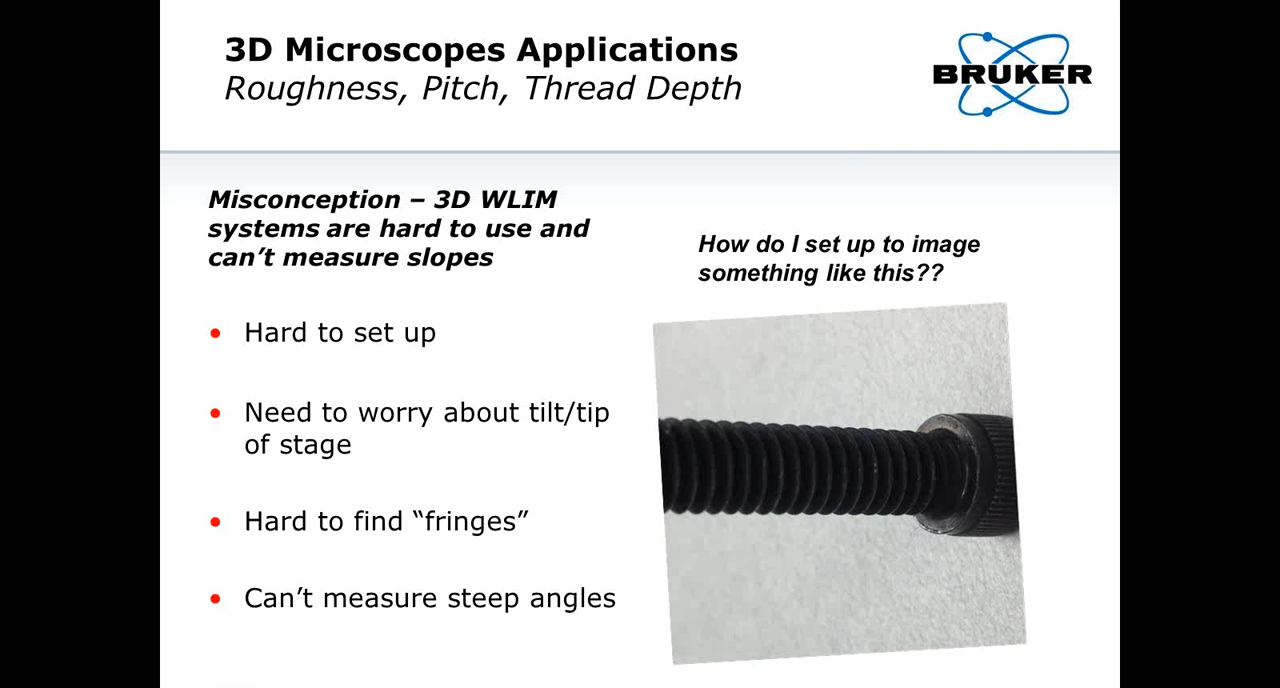 3D Microscopes Applications
Roughness, Pitch, Thread Depth
BRUKER
Misconception – 3D WLIM
systems are hard to use and
can’t measure slopes
• Hard to set up
• Need to worry about tilt/tip
of stage
• Hard to find “fringes”
• Can’t measure steep angles
How do I set up to image
something like this??